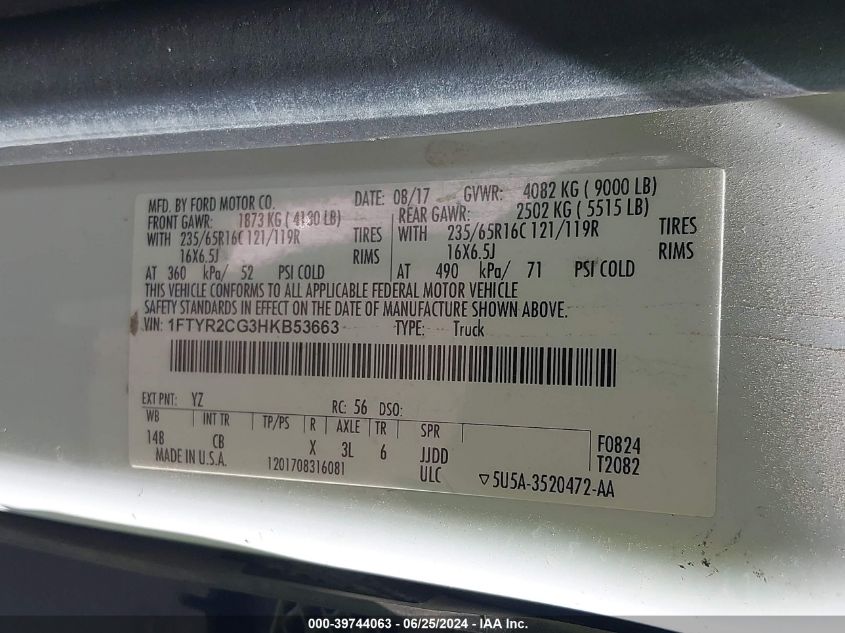 MFD. BY FORD MOTOR CO. DATE: 08/17 GVWR: 4082 KG ( 9000 LB)
FRONT GAWR: 1873 KG ( 4130 LB) REAR GAWR: 2502 KG ( 5515 LB)
WITH 235/65R16C 121/119R TIRES WITH 235/65R16C 121/119R TIRES
16X6.5J RIMS 16X6.5J RIMS
AT 360 kPa/ 52 PSI COLD AT 490 kPa/ 71 PSI COLD
THIS VEHICLE CONFORMS TO ALL APPLICABLE FEDERAL MOTOR VEHICLE
SAFETY STANDARDS IN EFFECT ON THE DATE OF MANUFACTURE SHOWN ABOVE.
VIN: 1FTYR2CG3HKB53663 TYPE: Truck
EXT PNT: YZ RC: 56 DSO:
WB INT TR TP/PS R AXLE TR SPR F0824
148 CB X 3L 6 JJDD T2082
MADE IN U.S.A. 1201708316081 ULC ▽5U5A-3520472-AA
000-39744063 - 06/25/2024 - IAA Inc.